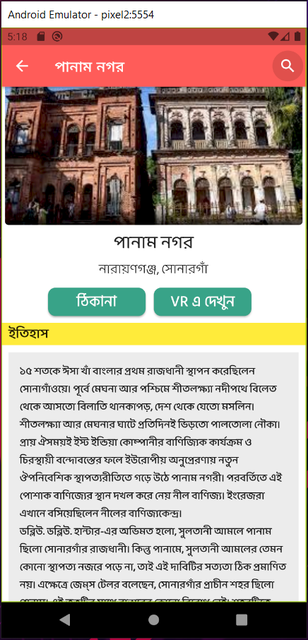 Android Emulator - pixel2:5554
5:18
পানাম নগর
পানাম নগর
নারায়ণগঞ্জ, সোনারগাঁ
ঠিকানা
VR এ দেখুন
ইতিহাস
১৫ শতকে ঈসা খাঁ বাংলার প্রথম রাজধানী স্থাপন করেছিলেন
সোনাগাঁওয়ে। পূর্বে মেঘনা আর পশ্চিমে শীতলক্ষ্যা নদীপথে বিলেত
থেকে আসতো বিলাতি থানকাপড়, দেশ থেকে যেতো মসলিন।
শীতলক্ষ্যা আর মেঘনার ঘাটে প্রতিদিনই ভিড়তো পালতোলা নৌকা।
প্রায় ঐসময়ই ইস্ট ইন্ডিয়া কোম্পানীর বাণিজ্যিক কার্যক্রম ও
চিরস্থায়ী বন্দোবস্তের ফলে ইউরোপীয় অনুপ্রেরণায় নতুন
ঔপনিবেশিক স্থাপত্যরীতিতে গড়ে উঠে পানাম নগরী। পরবর্তিতে এই
পোশাক বাণিজ্যের স্থান দখল করে নেয় নীল বাণিজ্য। ইংরেজরা
এখানে বসিয়েছিলেন নীলের বাণিজ্যকেন্দ্র।
ডব্লিউ. ডব্লিউ. হান্টার-এর অভিমত হলো, সুলতানী আমলে পানাম
ছিলো সোনারগাঁর রাজধানী। কিন্তু পানামে, সুলতানী আমলের তেমন
কোনো স্থাপত্য নজরে পড়ে না, তাই এই দাবিটির সত্যতা ঠিক প্রমাণিত
নয়। এক্ষেত্রে জেম্‌স টেলর বলেছেন, সোনারগাঁর প্রাচীন শহর ছিলো